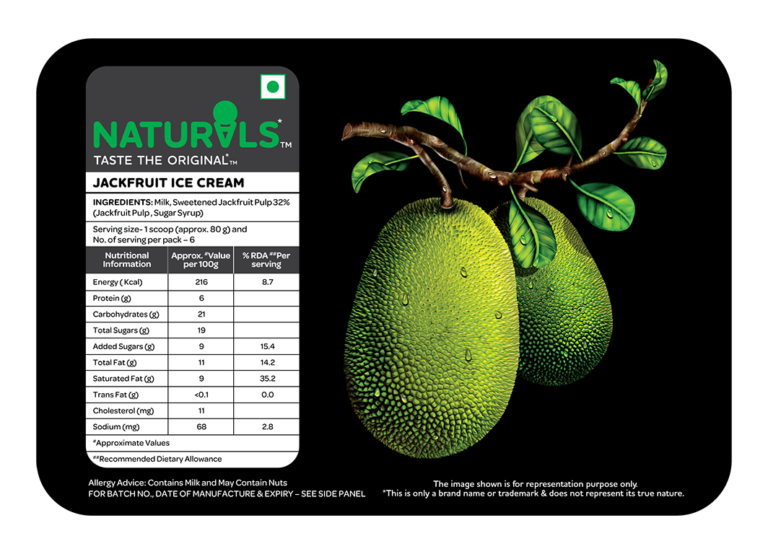 NATURALS*™
TASTE THE ORIGINAL*™
JACKFRUIT ICE CREAM
INGREDIENTS: Milk, Sweetened Jackfruit Pulp 32%
(Jackfruit Pulp , Sugar Syrup)
Serving size- 1 scoop (approx. 80 g) and
No. of serving per pack – 6
Nutritional Information Approx. #Value per 100g % RDA ##Per serving
Energy ( Kcal) 216 8.7
Protein (g) 6
Carbohydrates (g) 21
Total Sugars (g) 19
Added Sugars (g) 9 15.4
Total Fat (g) 11 14.2
Saturated Fat (g) 9 35.2
Trans Fat (g) <0.1 0.0
Cholesterol (mg) 11
Sodium (mg) 68 2.8
#Approximate Values
##Recommended Dietary Allowance
Allergy Advice: Contains Milk and May Contain Nuts
FOR BATCH NO., DATE OF MANUFACTURE & EXPIRY – SEE SIDE PANEL
The image shown is for representation purpose only.
*This is only a brand name or trademark & does not represent its true nature.